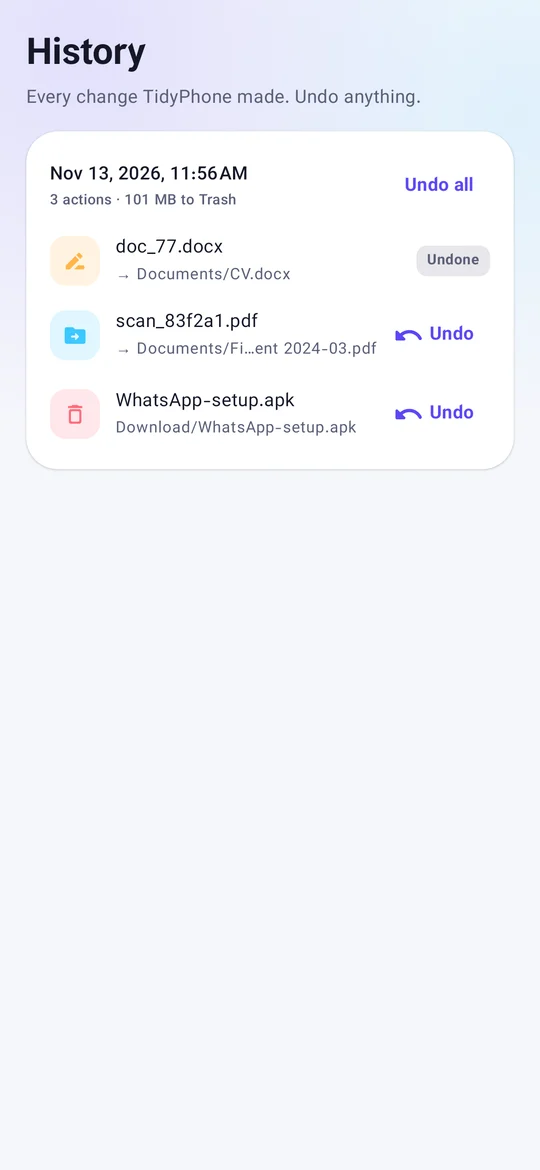 History
Every change TidyPhone made. Undo anything.
Nov 13, 2026, 11:56 AM
3 actions · 101 MB to Trash
Undo all
doc_77.docx
→ Documents/CV.docx
Undone
scan_83f2a1.pdf
→ Documents/Fi…ent 2024-03.pdf
Undo
WhatsApp-setup.apk
Download/WhatsApp-setup.apk
Undo